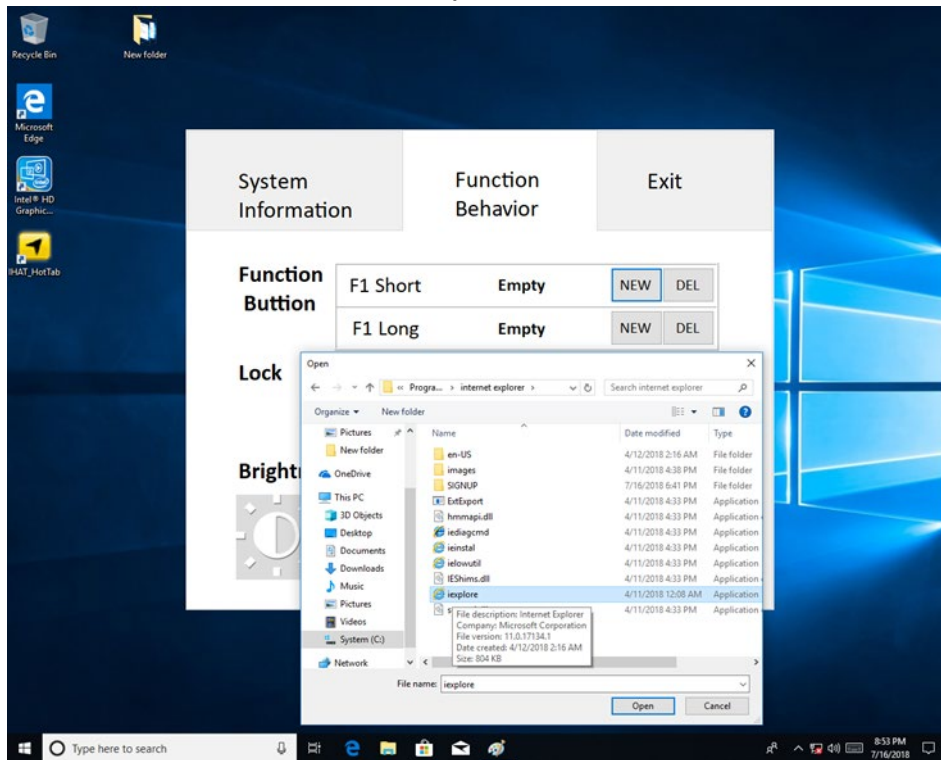 Recycle Bin
New folder
Microsoft
Edge
Intel® HD
Graphic...
IHAT_HotTab
System
Information
Function
Behavior
Exit
Function
Buttion
F1 Short
Empty
NEW
DEL
F1 Long
Empty
NEW
DEL
Lock
Open
« Progra... › internet explorer ›
Search internet explorer
Organize
New folder
Name
Date modified
Type
Pictures
New folder
OneDrive
This PC
3D Objects
Desktop
Documents
Downloads
Music
Pictures
Videos
System (C:)
Network
en-US 4/12/2018 2:16 AM File folder
images 4/11/2018 4:38 PM File folder
SIGNUP 7/16/2018 6:41 PM File folder
ExtExport 4/11/2018 4:33 PM Application
hmmapi.dll 4/11/2018 4:33 PM Application
iediagcmd 4/11/2018 4:33 PM Application
ieinstal 4/11/2018 4:33 PM Application
ielowutil 4/11/2018 4:33 PM Application
IEShims.dll 4/11/2018 4:33 PM Application
iexplore 4/11/2018 12:08 AM Application
4/11/2018 4:33 PM Application
File description: Internet Explorer
Company: Microsoft Corporation
File version: 11.0.17134.1
Date created: 4/12/2018 2:16 AM
Size: 804 KB
File name: iexplore
Open
Cancel
Type here to search
8:53 PM
7/16/2018